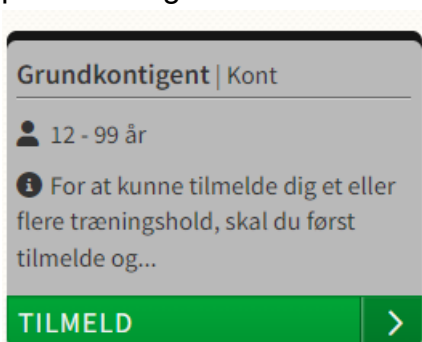 Grundkontigent | Kont
12 - 99 år
For at kunne tilmelde dig et eller
flere træningshold, skal du først
tilmelde og...
TILMELD